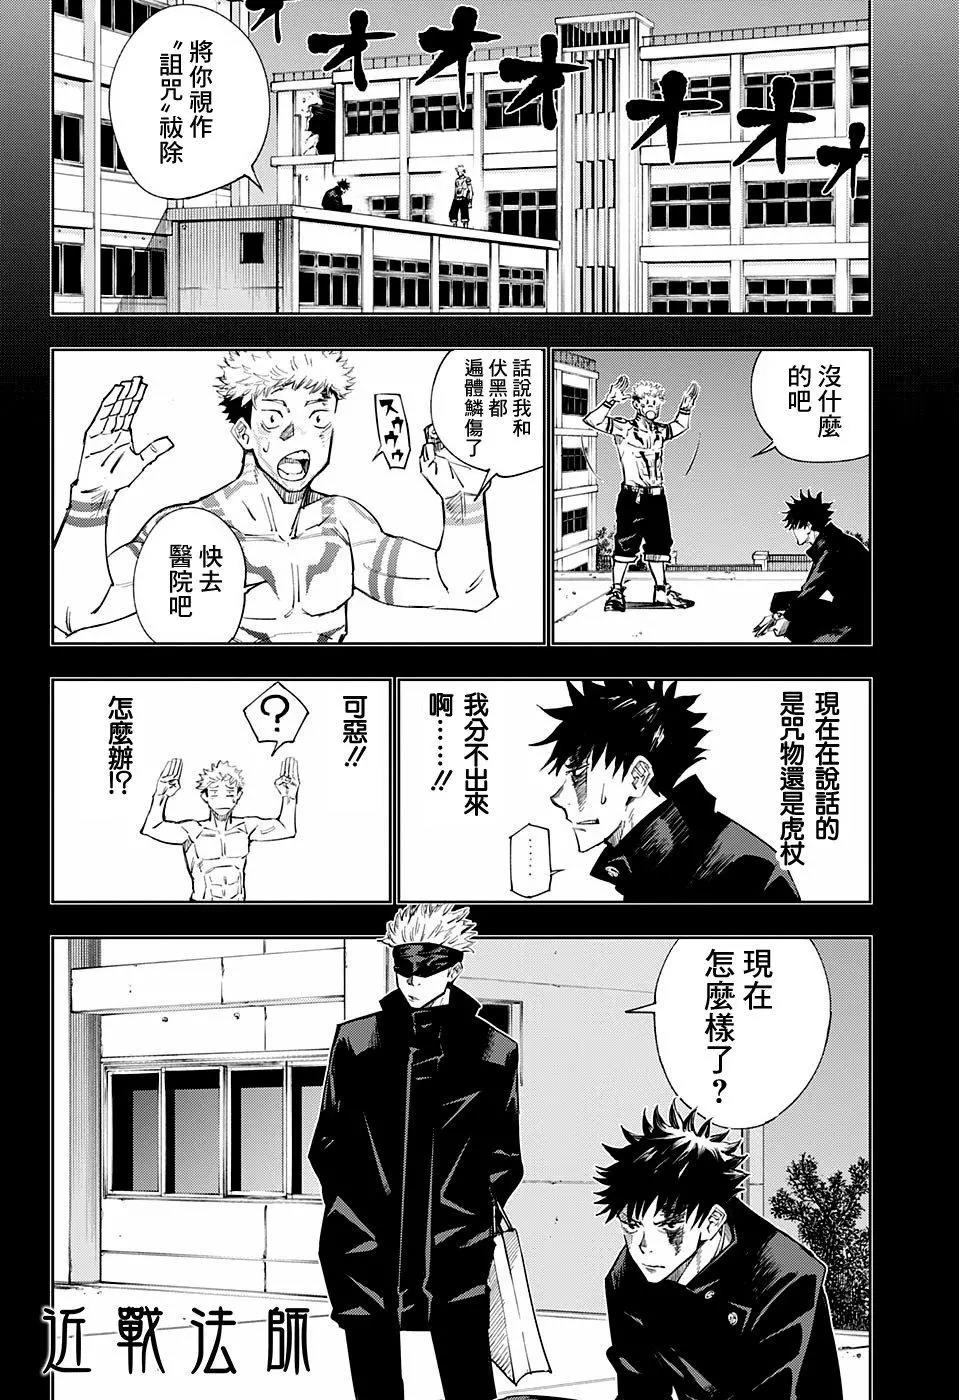 オオオオオオオ
將你視作
〝詛咒〞祓除
沒什麼
的吧
話說我和
伏黑都
遍體鱗傷了
スゥゥゥ
快去
醫院吧
現在在說話的
是咒物還是虎杖
我分不出來
啊……!!
……
可惡!!
?
怎麼辦!?
現在
怎麼樣了?
近戰法師